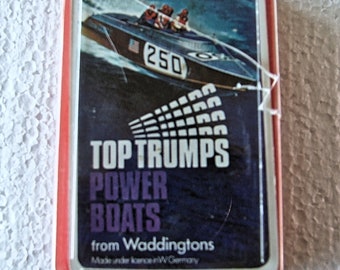 250
TOP TRUMPS
POWER
BOATS
from Waddingtons
Made under licence in W Germany